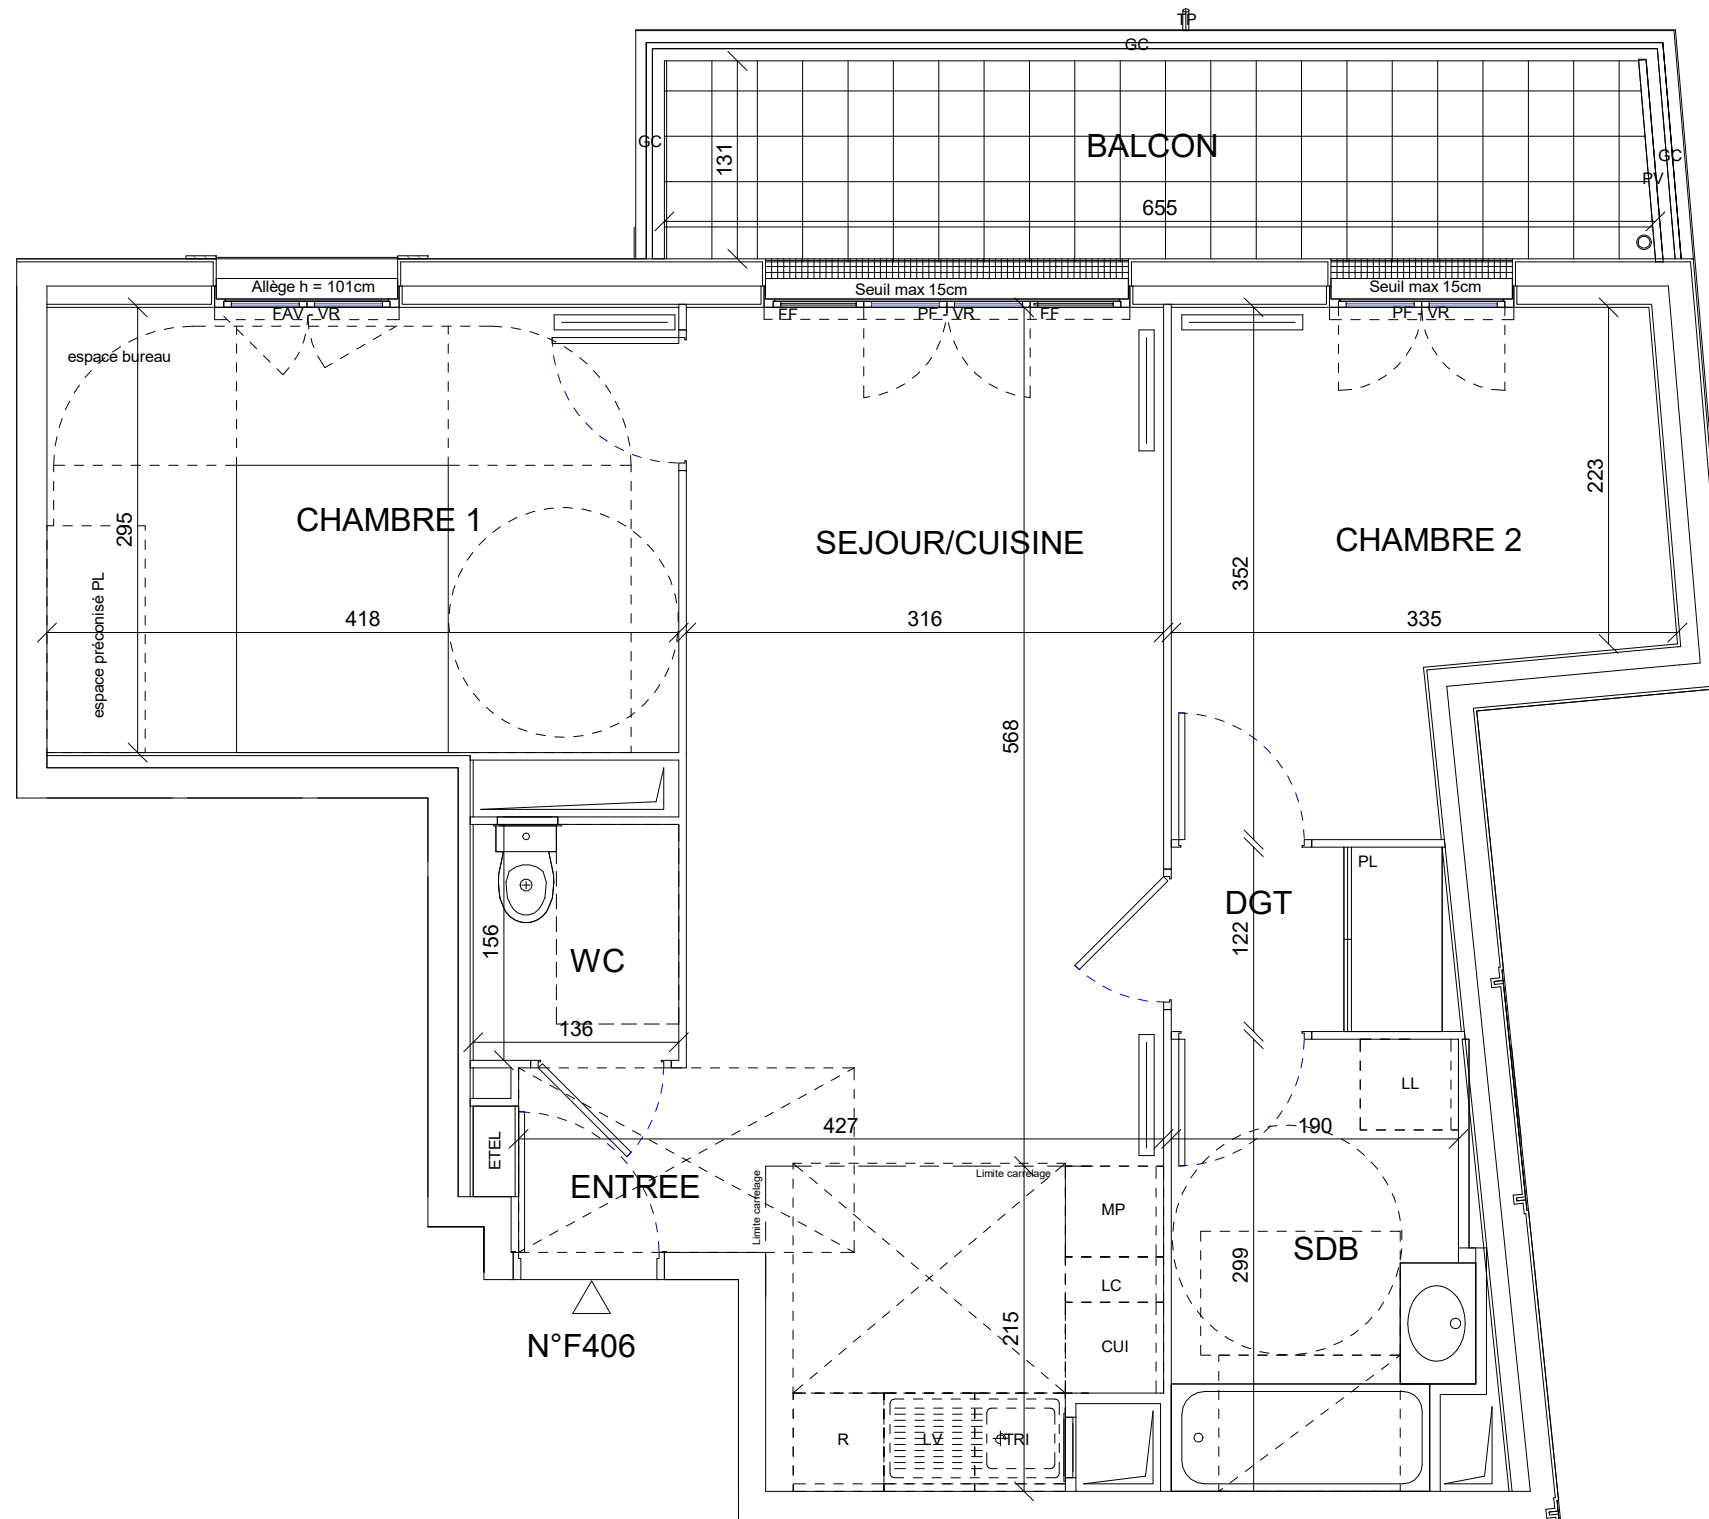 TP
GC
BALCON
GC
131
GC
PV
655
Allège h = 101cm
Seuil max 15cm
Seuil max 15cm
EAV - VR
FF
PF - VR
FF
PF - VR
espace bureau
223
CHAMBRE 1
295
SEJOUR/CUISINE
CHAMBRE 2
352
espace préconisé PL
418
316
335
568
PL
DGT
156
WC
122
136
LL
427
190
ETEL
ENTREE
Limite carrelage
Limite carrelage
MP
SDB
299
LC
215
CUI
N°F406
R
LV
TRI